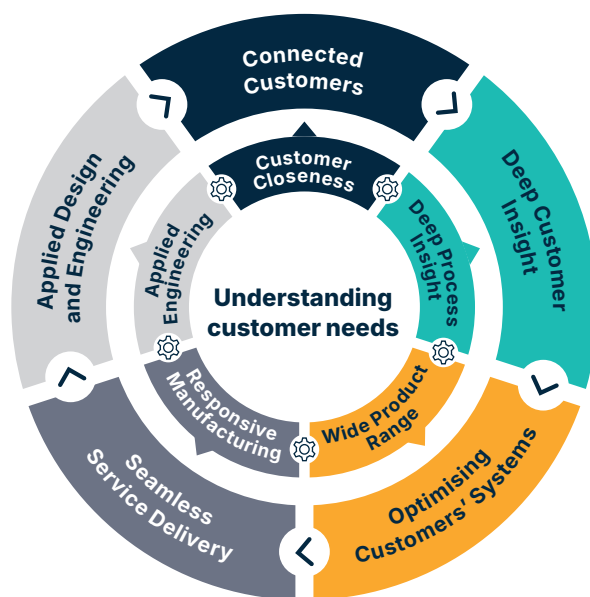 Connected
Customers
Deep Customer
Insight
Optimising
Customers’ Systems
Seamless
Service Delivery
Applied Design
and Engineering
Customer
Closeness
Deep Process
Insight
Wide Product
Range
Responsive
Manufacturing
Applied
Engineering
Understanding
customer needs